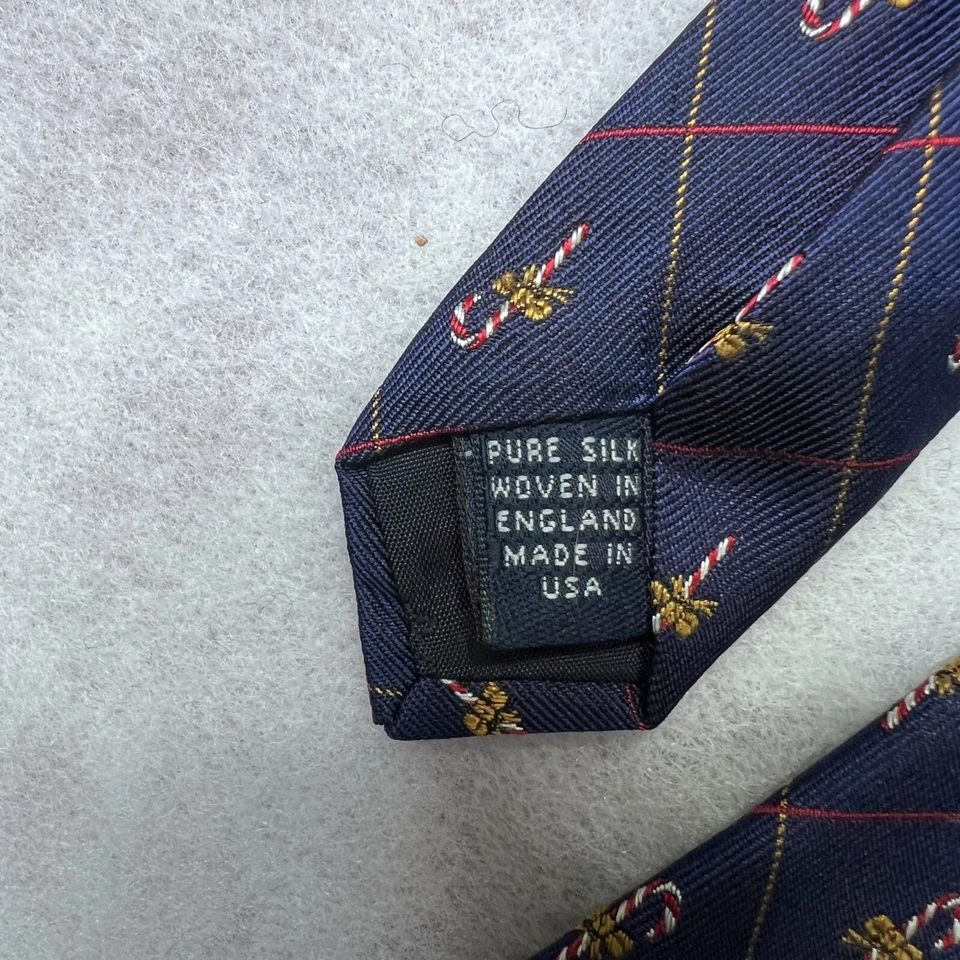 PURE SILK
WOVEN IN
ENGLAND
MADE IN
USA